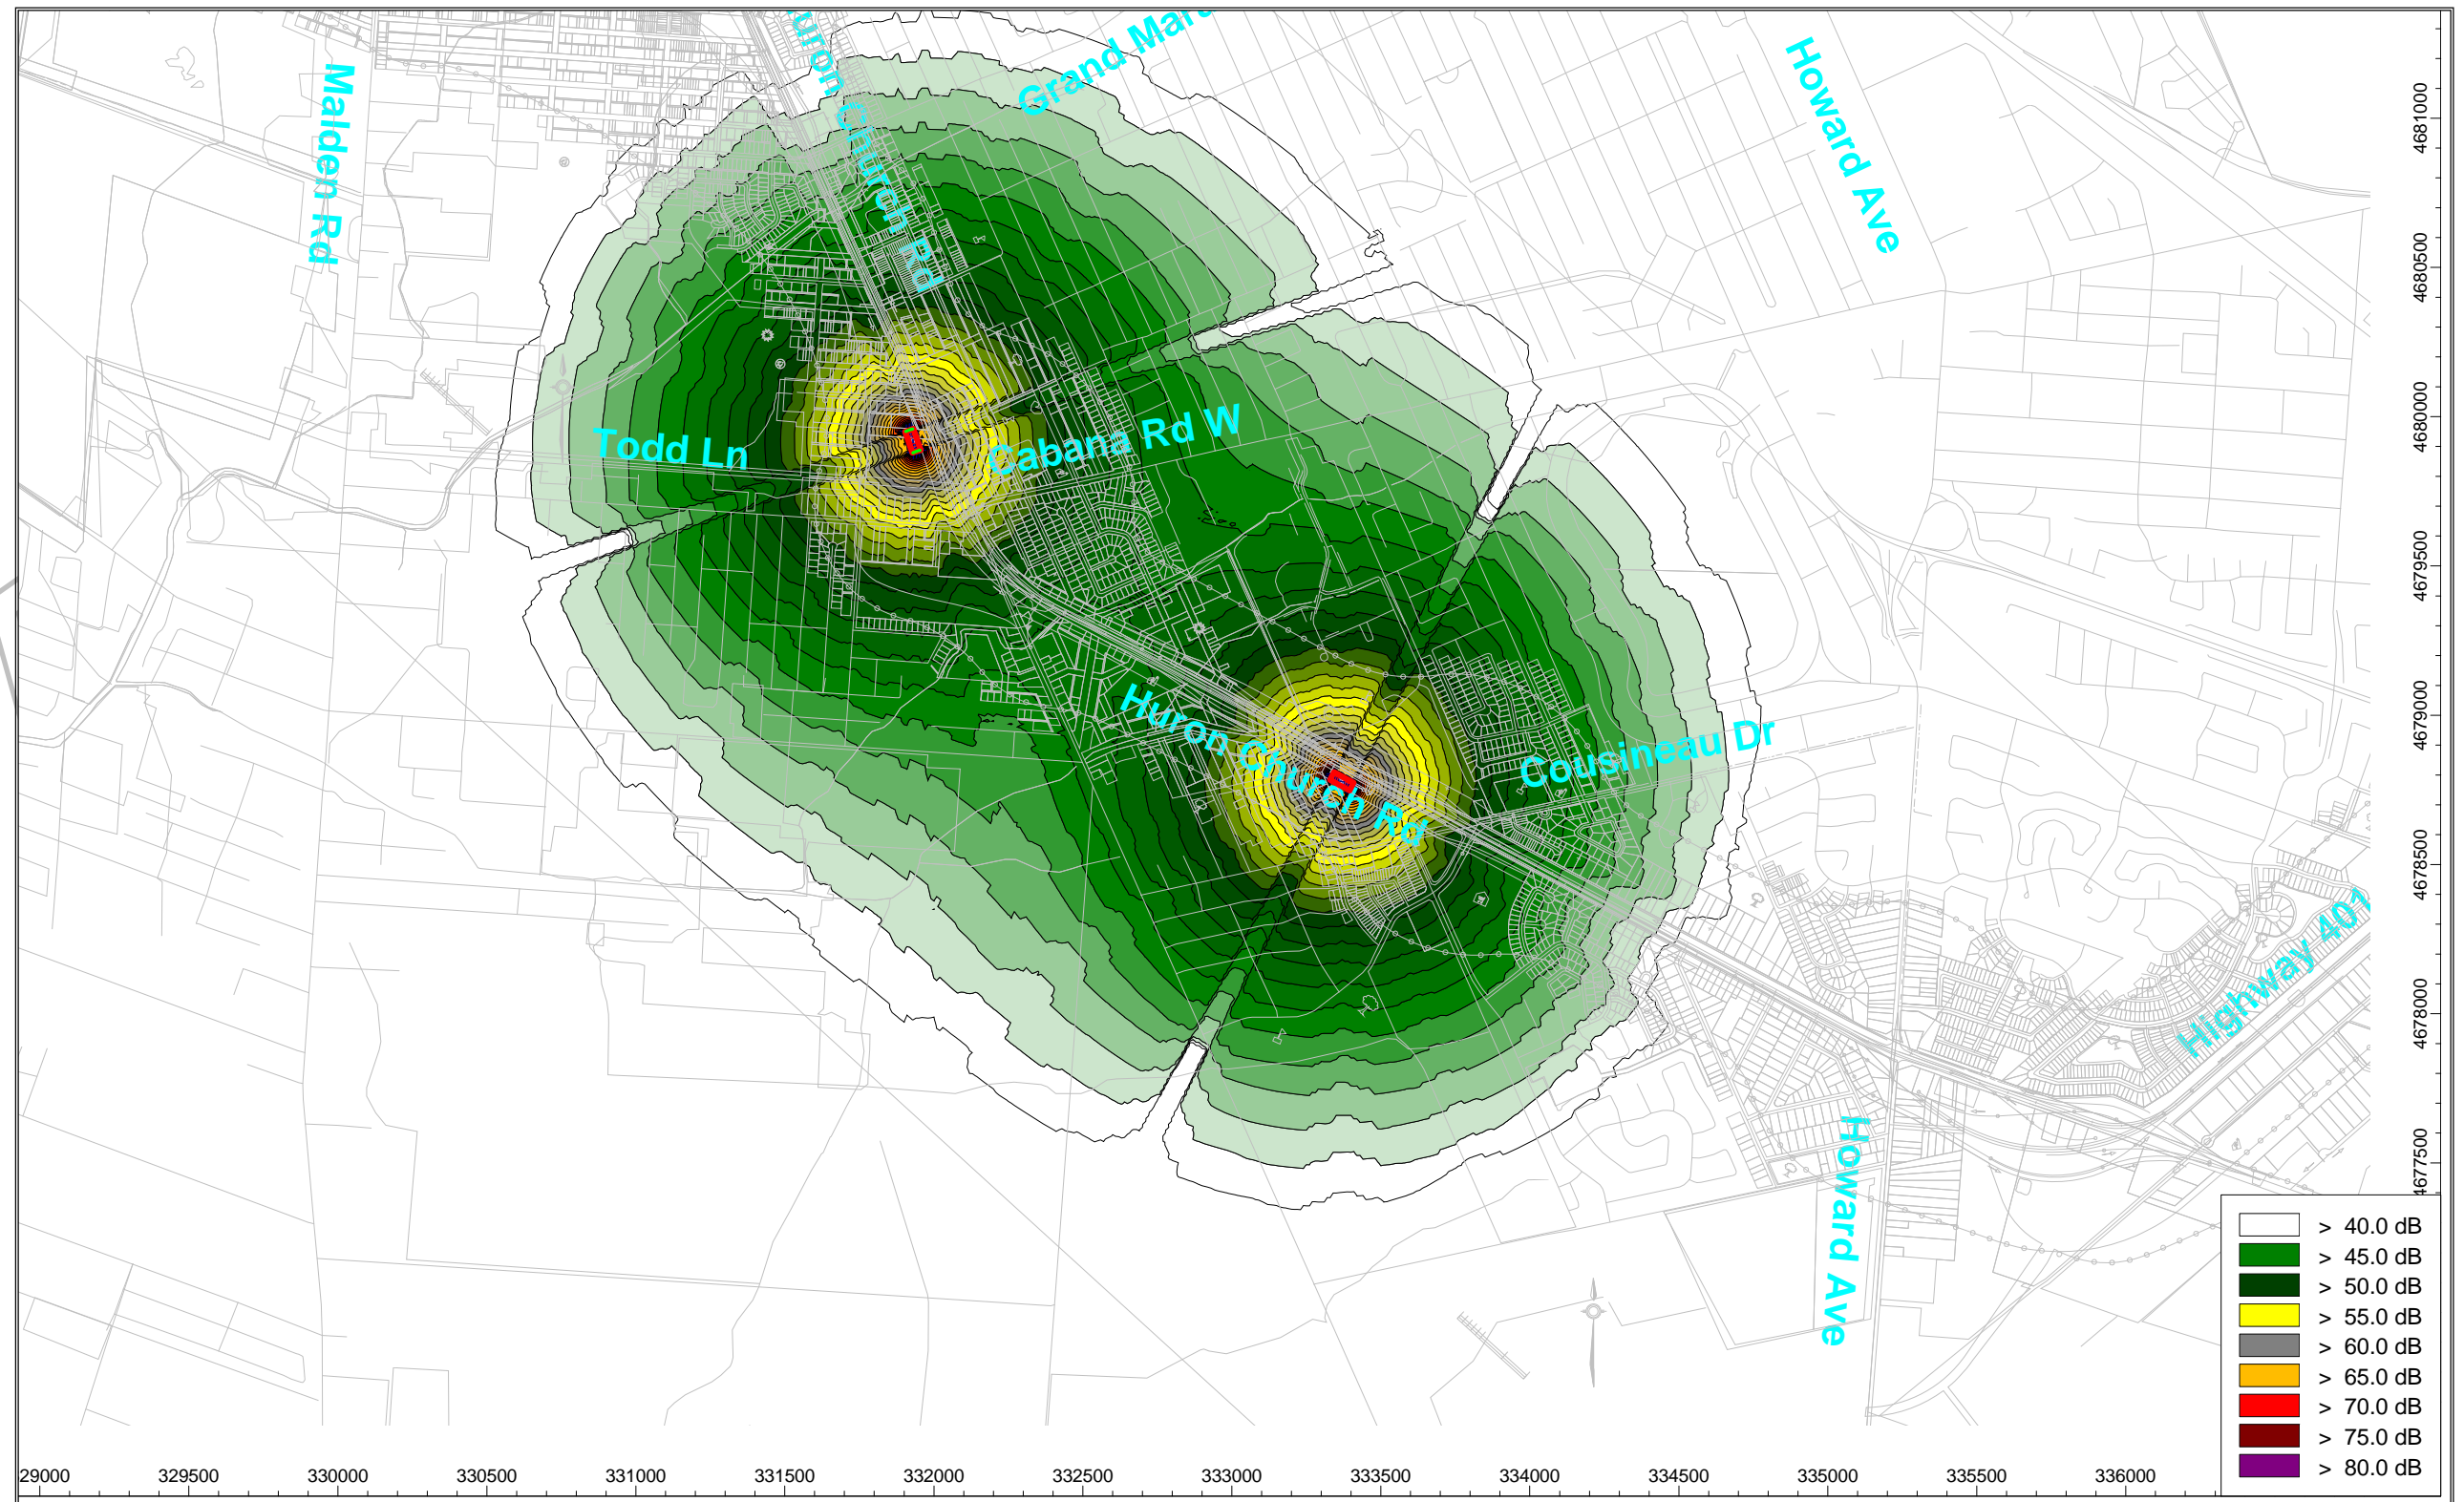 Malden Rd
uron Church Rd
Grand Mar
Howard Ave
Todd Ln
Cabana Rd W
Huron Church Rd
Cousineau Dr
Highway 401
Howard Ave
4681000
4680500
4680000
4679500
4679000
4678500
4678000
4677500
> 40.0 dB
> 45.0 dB
> 50.0 dB
> 55.0 dB
> 60.0 dB
> 65.0 dB
> 70.0 dB
> 75.0 dB
> 80.0 dB
29000 329500 330000 330500 331000 331500 332000 332500 333000 333500 334000 334500 335000 335500 336000